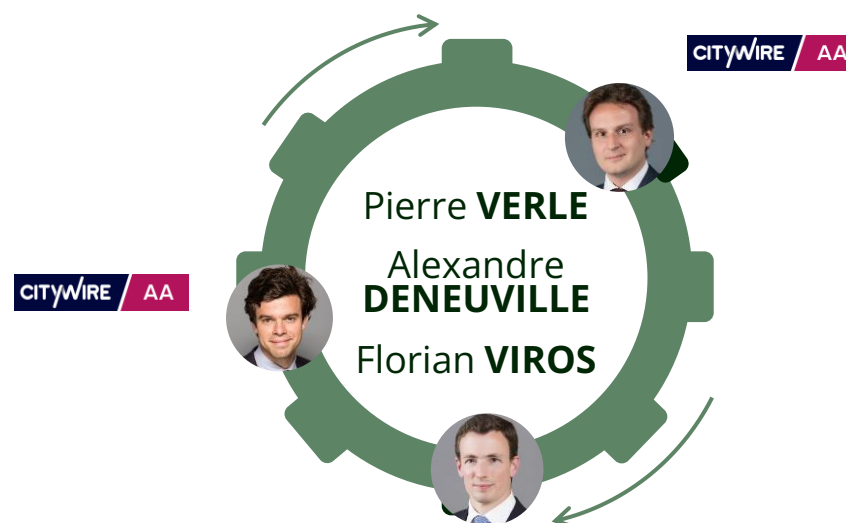 CITYWIRE / AA
Pierre VERLE
Alexandre
DENEUVILLE
CITYWIRE / AA
Florian VIROS